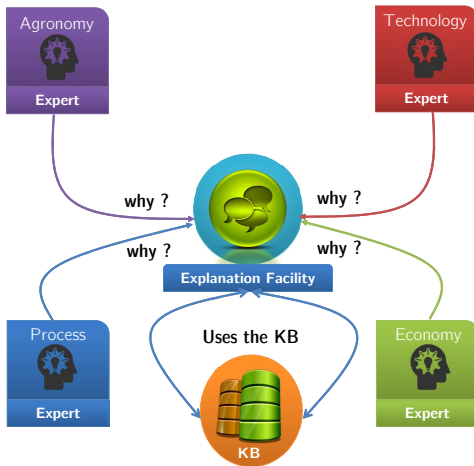 Agronomy
Expert
Technology
Expert
why ?
why ?
why ?
why ?
Explanation Facility
Process
Expert
Uses the KB
Economy
Expert
KB